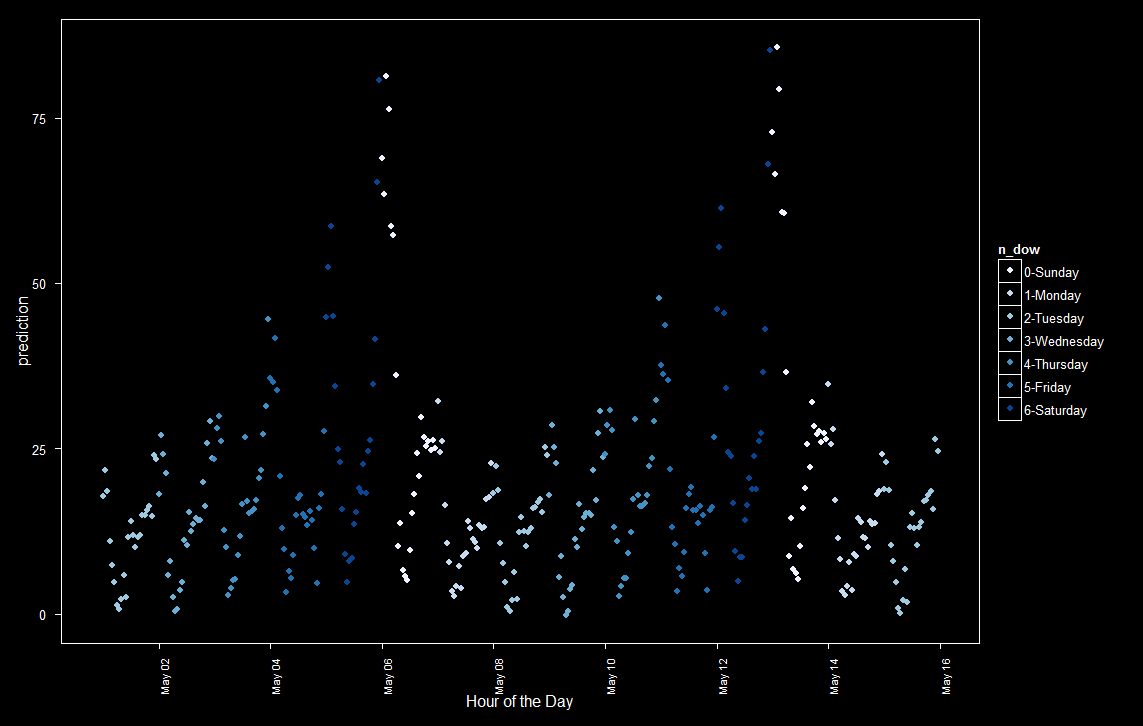 75
50
25
0
prediction
May 02
May 04
May 06
May 08
May 10
May 12
May 14
May 16
Hour of the Day
n_dow
0-Sunday
1-Monday
2-Tuesday
3-Wednesday
4-Thursday
5-Friday
6-Saturday